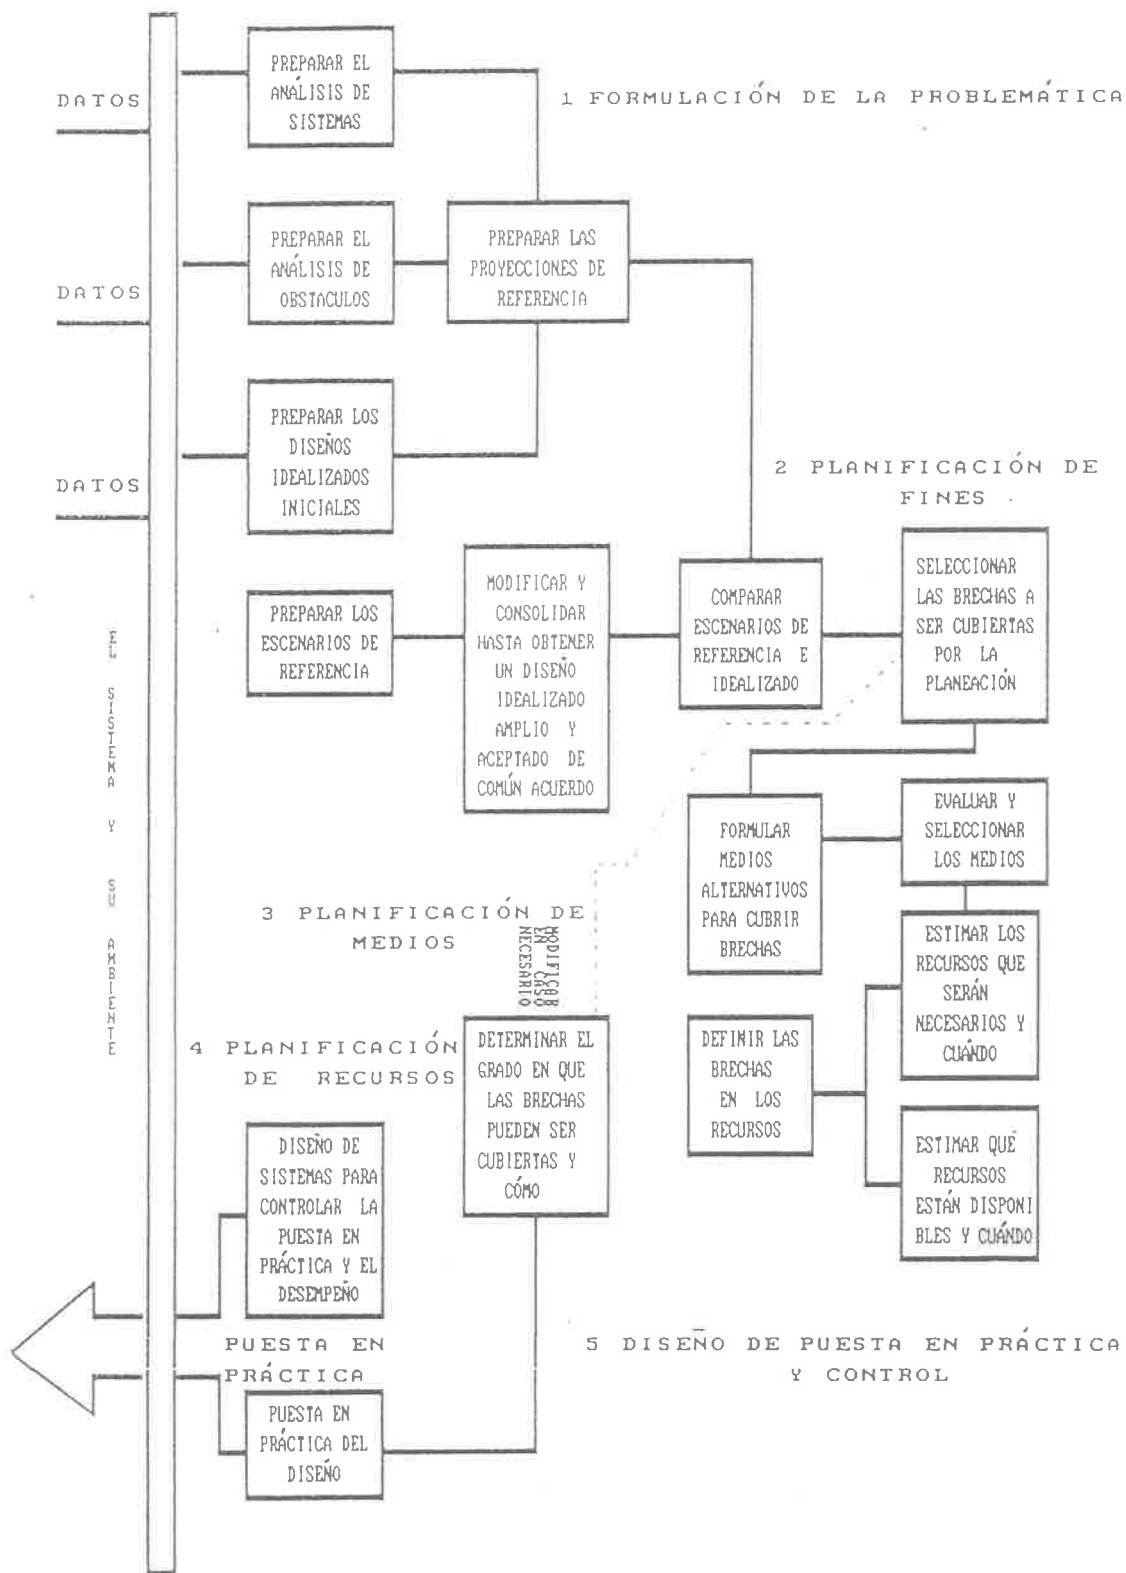 PREPARAR EL
ANÁLISIS DE
SISTEMAS
DATOS
1 FORMULACIÓN DE LA PROBLEMÁTICA
PREPARAR EL
ANÁLISIS DE
OBSTACULOS
PREPARAR LAS
PROYECCIONES DE
REFERENCIA
DATOS
PREPARAR LOS
DISEÑOS
IDEALIZADOS
INICIALES
DATOS
2 PLANIFICACIÓN DE
FINES
PREPARAR LOS
ESCENARIOS DE
REFERENCIA
MODIFICAR Y
CONSOLIDAR
HASTA OBTENER
UN DISEÑO
IDEALIZADO
AMPLIO Y
ACEPTADO DE
COMÚN ACUERDO
COMPARAR
ESCENARIOS DE
REFERENCIA E
IDEALIZADO
SELECCIONAR
LAS BRECHAS A
SER CUBIERTAS
POR LA
PLANEACIÓN
EL SISTEMA Y SU AMBIENTE
FORMULAR
MEDIOS
ALTERNATIVOS
PARA CUBRIR
BRECHAS
EVALUAR Y
SELECCIONAR
LOS MEDIOS
3 PLANIFICACIÓN DE
MEDIOS
MODIFICAR
EN CASO
NECESARIO
ESTIMAR LOS
RECURSOS QUE
SERÁN
NECESARIOS Y
CUÁNDO
4 PLANIFICACIÓN
DE RECURSOS
DETERMINAR EL
GRADO EN QUE
LAS BRECHAS
PUEDEN SER
CUBIERTAS Y
CÓMO
DEFINIR LAS
BRECHAS
EN LOS
RECURSOS
ESTIMAR QUÉ
RECURSOS
ESTÁN DISPONI
BLES Y CUÁNDO
DISEÑO DE
SISTEMAS PARA
CONTROLAR LA
PUESTA EN
PRÁCTICA Y EL
DESEMPEÑO
PUESTA EN
PRÁCTICA
5 DISEÑO DE PUESTA EN PRÁCTICA
Y CONTROL
PUESTA EN
PRÁCTICA DEL
DISEÑO